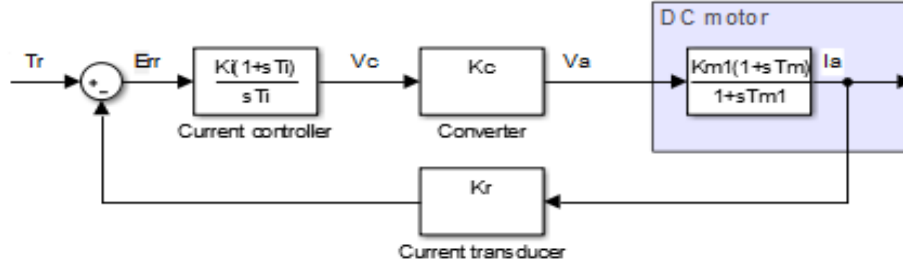 DC motor
Tr
Err
Ki(1+sTi)
sTi
Current controller
Vc
Kc
Converter
Va
Km1(1+sTm)
1+sTm1
Ia
+
-
Kr
Current transducer